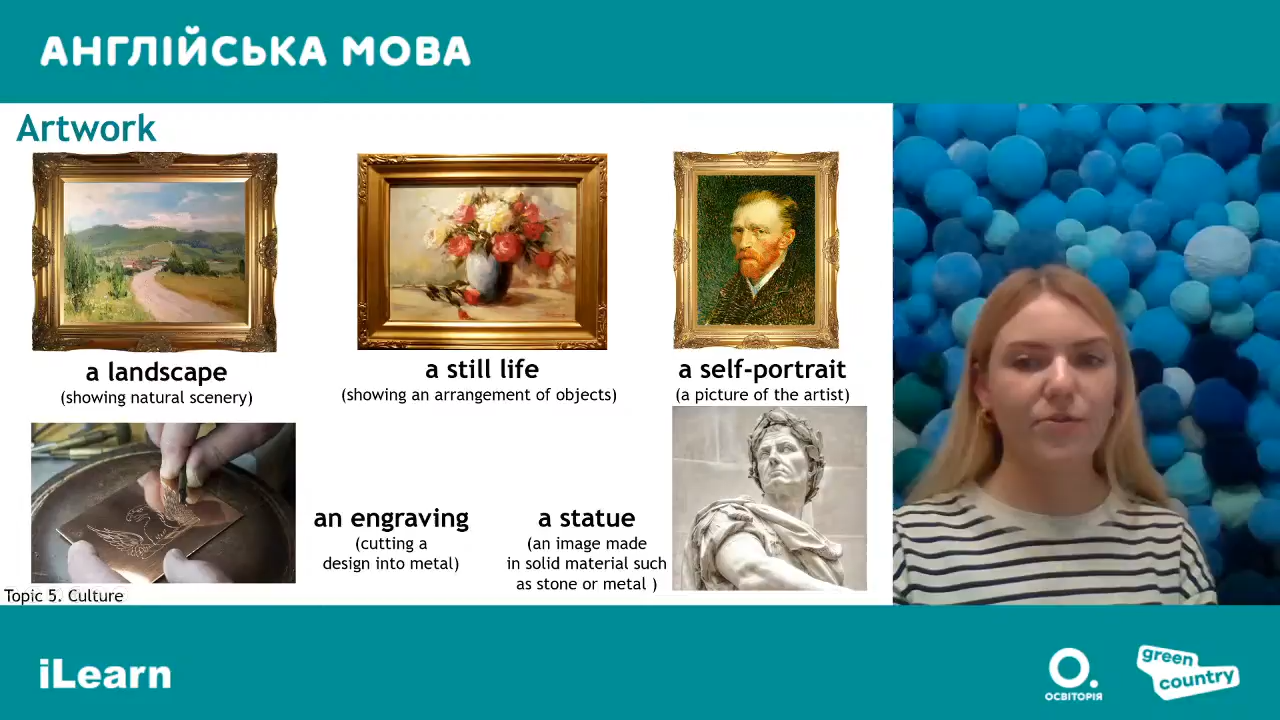 АНГЛІЙСЬКА МОВА
Artwork
a landscape
(showing natural scenery)
a still life
(showing an arrangement of objects)
a self-portrait
(a picture of the artist)
an engraving
(cutting a
design into metal)
a statue
(an image made
in solid material such
as stone or metal )
Topic 5. Culture
iLearn
ОСВІТОРІЯ
green
country